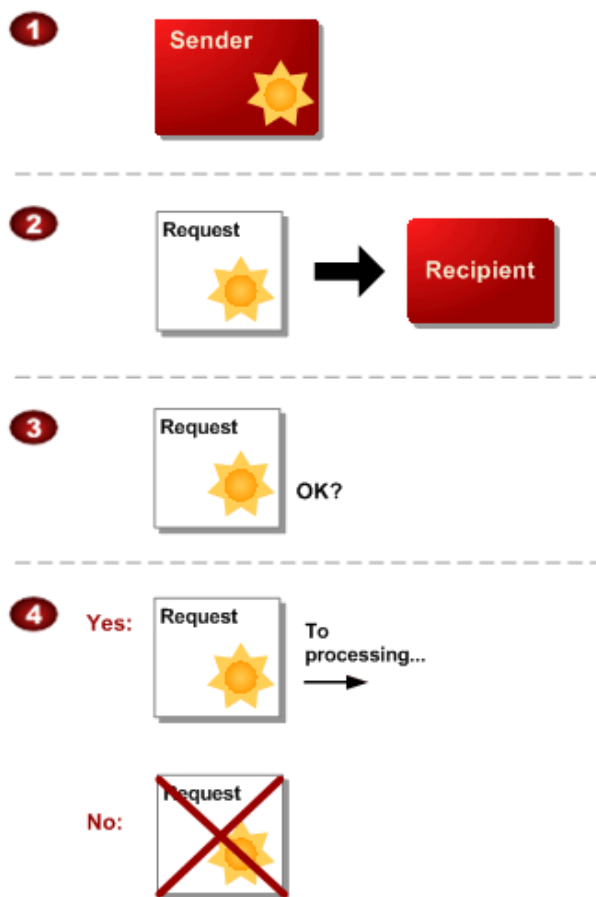 1
Sender
2
Request
Recipient
3
Request
OK?
4
Yes:
Request
To
processing...
No:
Request